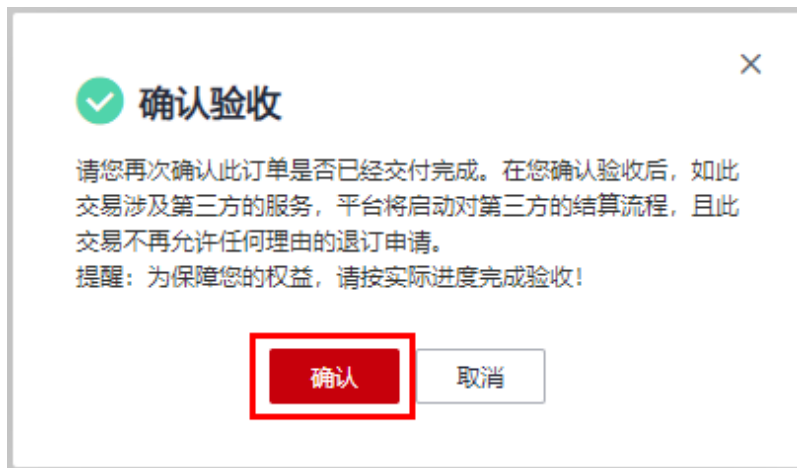 确认验收
请您再次确认此订单是否已经交付完成。在您确认验收后，如此
交易涉及第三方的服务，平台将启动对第三方的结算流程，且此
交易不再允许任何理由的退订申请。
提醒：为保障您的权益，请按实际进度完成验收！
确认
取消